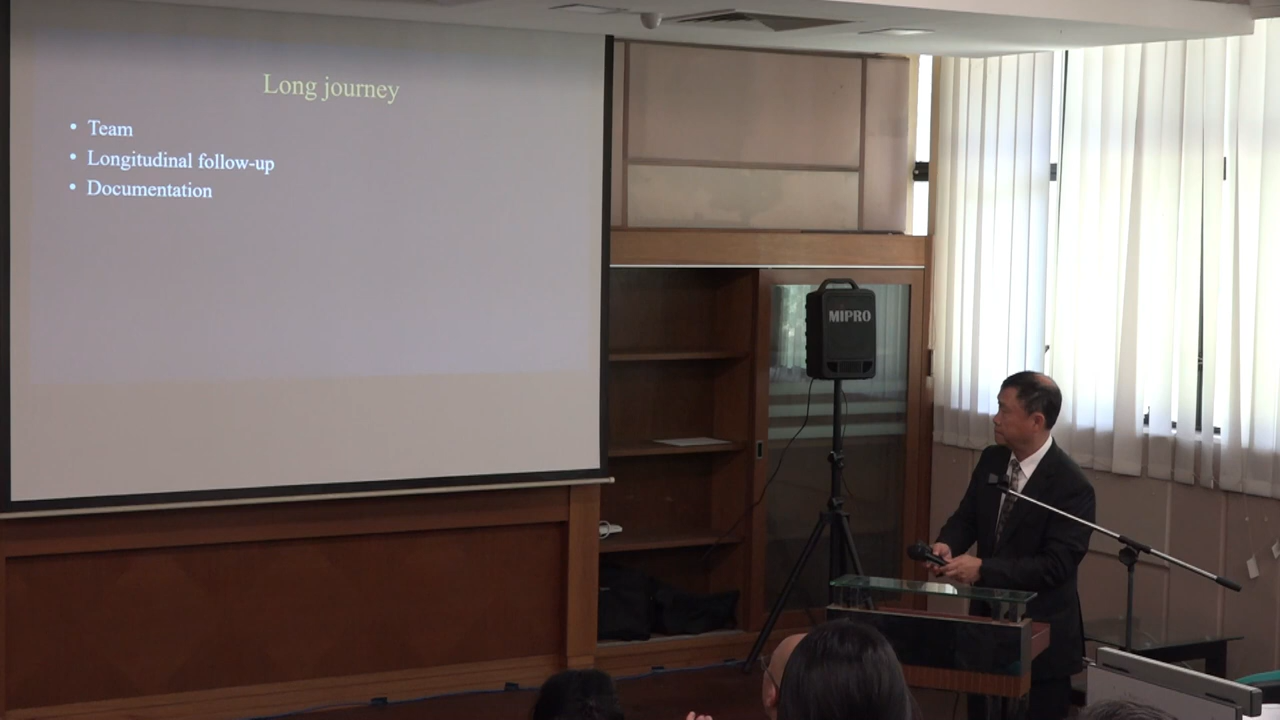 Long journey
• Team
• Longitudinal follow-up
• Documentation
MIPRO